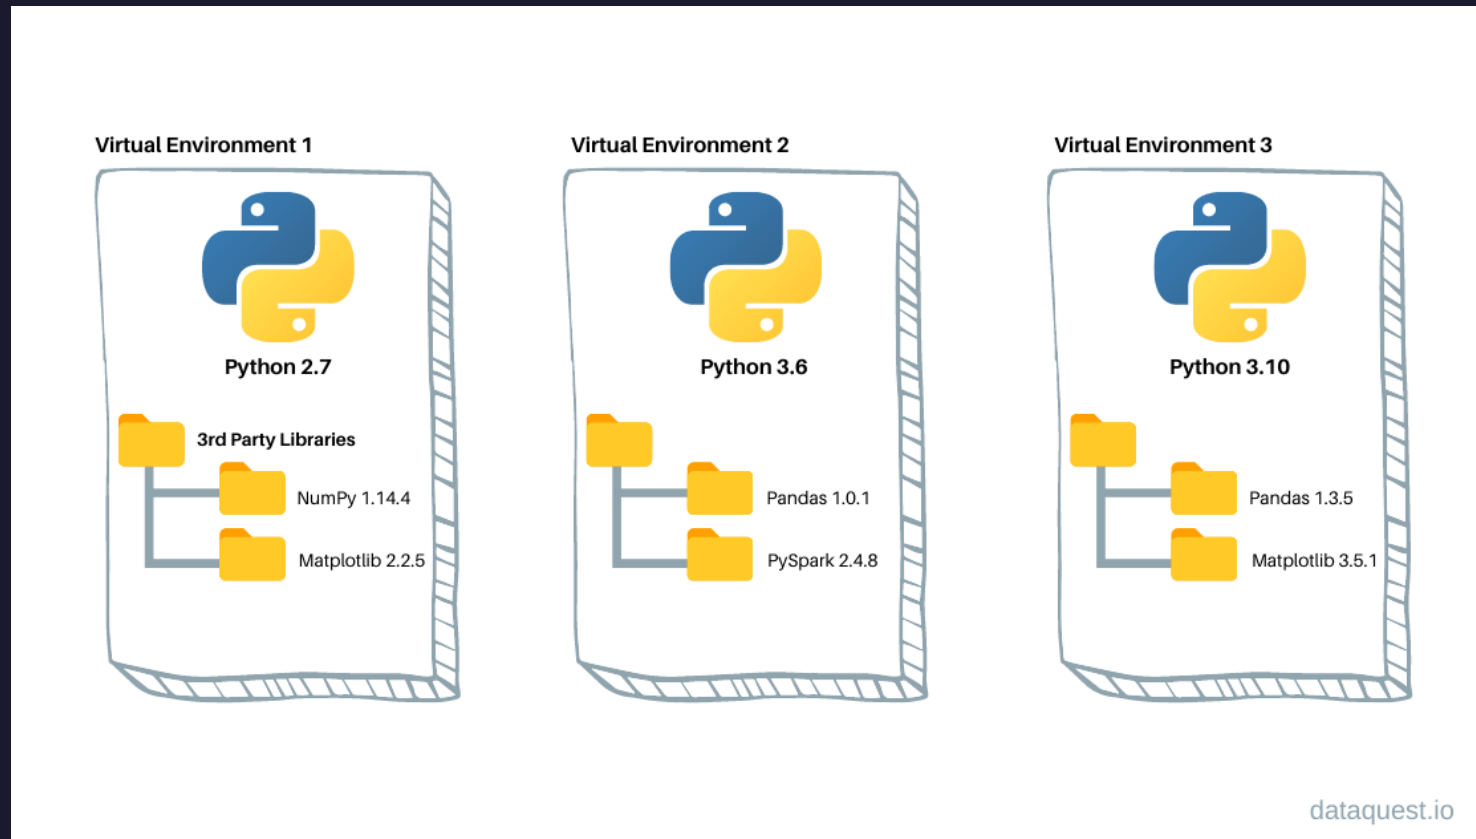 Virtual Environment 1
Python 2.7
3rd Party Libraries
NumPy 1.14.4
Matplotlib 2.2.5
Virtual Environment 2
Python 3.6
Pandas 1.0.1
PySpark 2.4.8
Virtual Environment 3
Python 3.10
Pandas 1.3.5
Matplotlib 3.5.1
dataquest.io